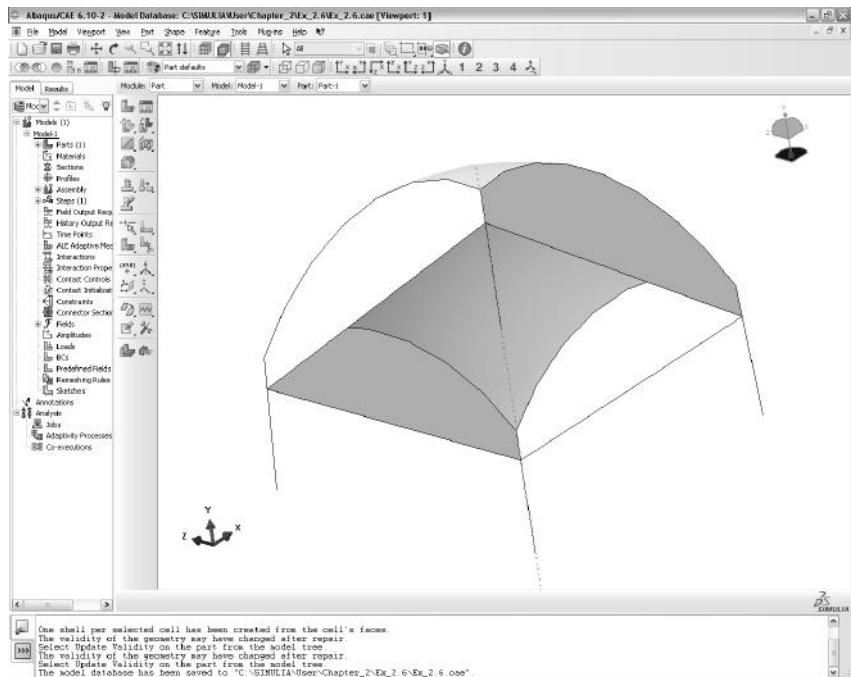 Abaqus/CAE 6.10-2 - Model Database: C:\SIMULIA\User\Chapter_2\Ex_2.6\Ex_2.6.cae [Viewport: 1]
File Model Viewport View Part Shape Feature Tools Plug-ins Help
All
Part defaults 1 2 3 4
Model Results Module: Part Model: Model-1 Part: Part-1
Models (1)
Model-1
Parts (1)
Materials
Sections
Profiles
Assembly
Steps (1)
Field Output Requ
History Output Re
Time Points
ALE Adaptive Mes
Interactions
Interaction Prope
Contact Controls
Contact Initializat
Constraints
Connector Section
Fields
Amplitudes
Loads
BCs
Predefined Fields
Remeshing Rules
Sketches
Annotations
Analysis
Jobs
Adaptivity Processes
Co-executions
Y
Z X
SIMULIA
One shell per selected cell has been created from the cell's faces.
The validity of the geometry may have changed after repair.
Select Update Validity on the part from the model tree.
The validity of the geometry may have changed after repair.
Select Update Validity on the part from the model tree.
The model database has been saved to "C:\SIMULIA\User\Chapter_2\Ex_2.6\Ex_2.6.cae".